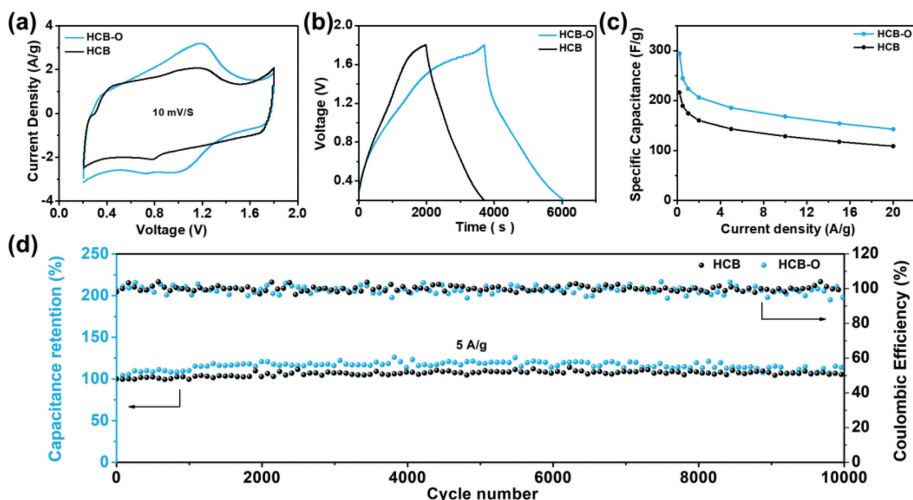 (a)
Current Density (A/g)
4
2
0
-2
-4
HCB-O
HCB
10 mV/S
0.0
0.4
0.8
1.2
1.6
2.0
Voltage (V)
(b)
Voltage (V)
1.8
1.2
0.6
HCB-O
HCB
0
2000
4000
6000
Time ( s )
(c)
Specific Capacitance (F/g)
300
200
100
0
HCB-O
HCB
0
4
8
12
16
20
Current density (A/g)
(d)
Capacitance retention (%)
250
200
150
100
50
0
HCB
HCB-O
5 A/g
120
100
80
60
40
20
0
Coulombic Efficiency (%)
0
2000
4000
6000
8000
10000
Cycle number